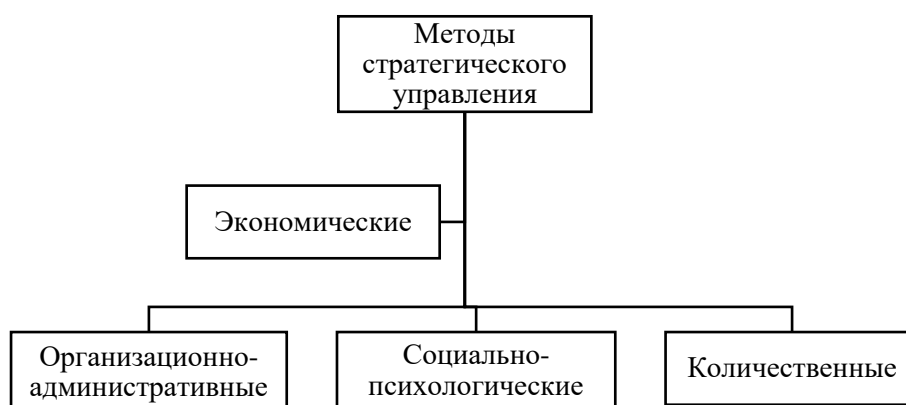 Методы
стратегического
управления
Экономические
Организационно-
административные
Социально-
психологические
Количественные